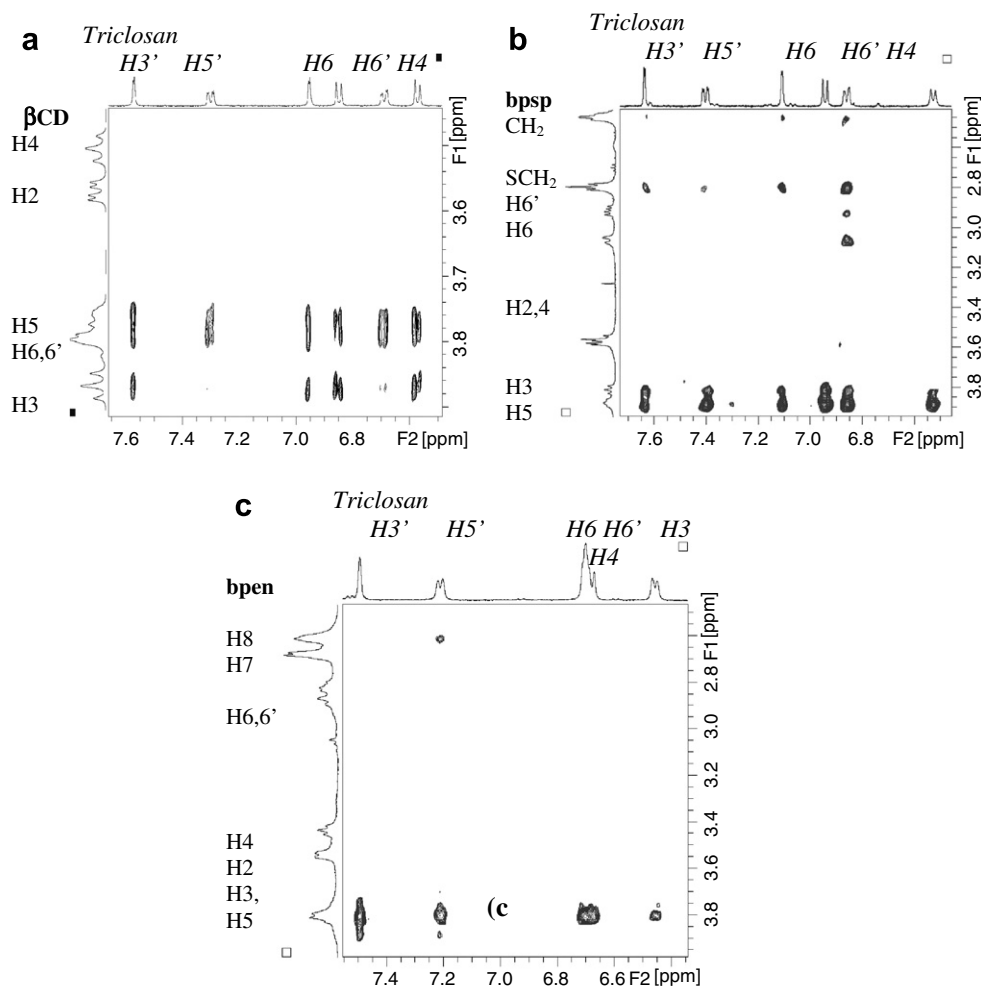 a
Triclosan
H3’ H5’ H6 H6’ H4
βCD
H4
H2
H5
H6,6’
H3
3.6
3.7
3.8
F1 [ppm]
7.6 7.4 7.2 7.0 6.8 F2 [ppm]
b
Triclosan
H3’ H5’ H6 H6’ H4
bpsp
CH2
SCH2
H6’
H6
H2,4
H3
H5
F1 [ppm]
2.8
3.0
3.2
3.4
3.6
3.8
7.6 7.4 7.2 7.0 6.8 F2 [ppm]
c
Triclosan
H3’ H5’ H6 H6’ H3
H4
bpen
H8
H7
H6,6’
H4
H2
H3,
H5
(c
F1 [ppm]
2.8
3.0
3.2
3.4
3.6
3.8
7.4 7.2 7.0 6.8 6.6 F2 [ppm]